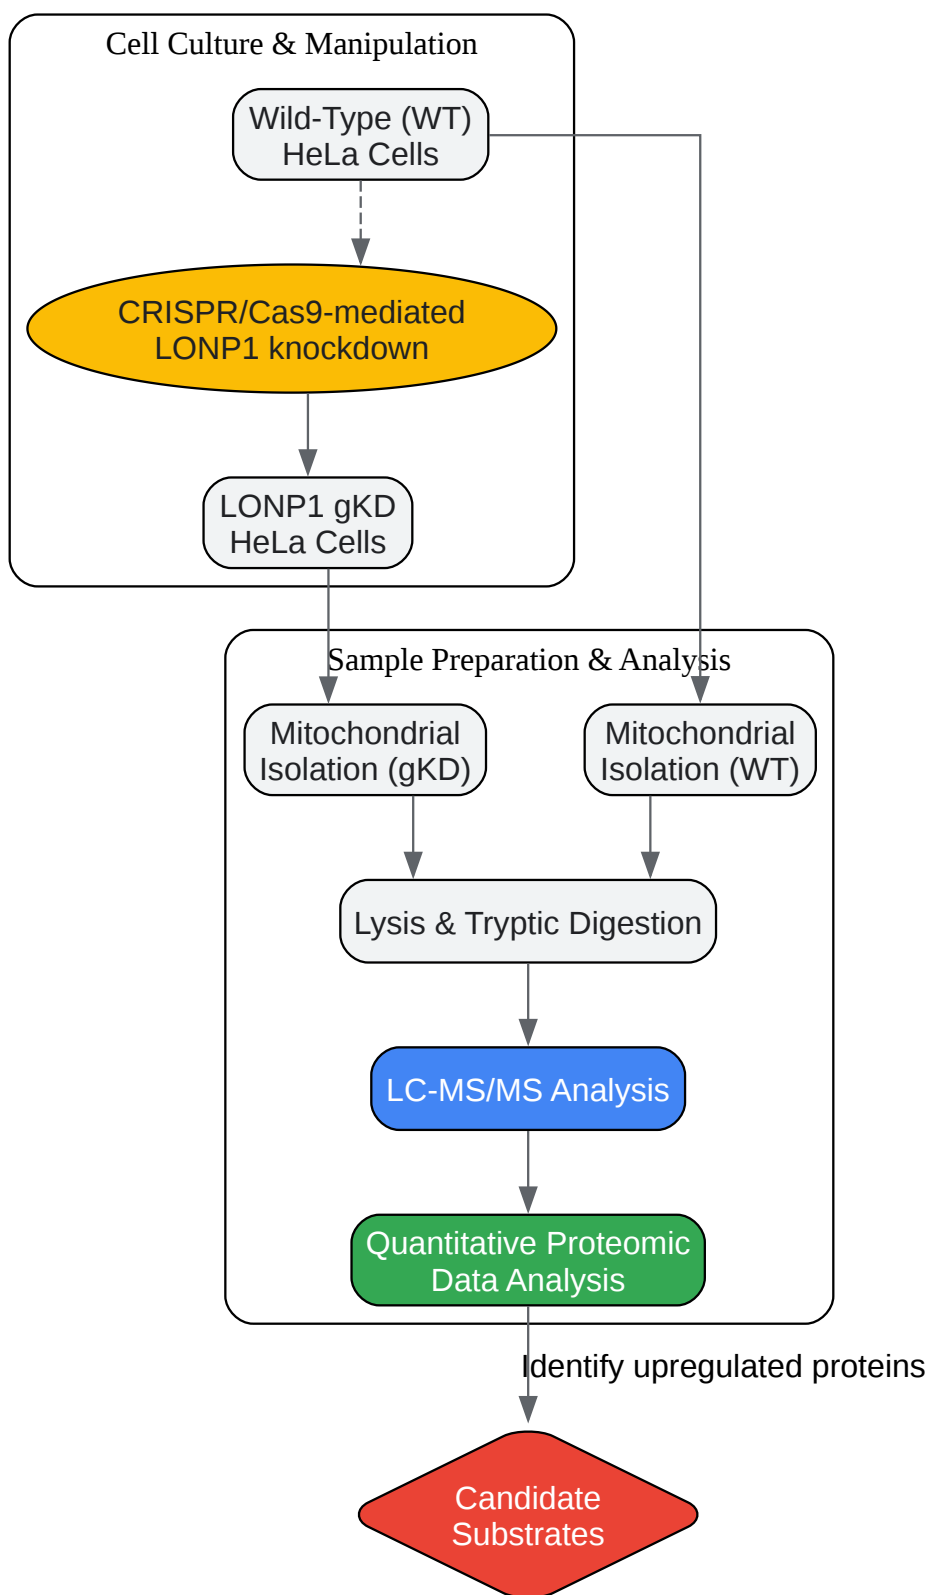 Cell Culture & Manipulation
Wild-Type (WT)
HeLa Cells
CRISPR/Cas9-mediated
LONP1 knockdown
LONP1 gKD
HeLa Cells
Sample Preparation & Analysis
Mitochondrial
Isolation (gKD)
Mitochondrial
Isolation (WT)
Lysis & Tryptic Digestion
LC-MS/MS Analysis
Quantitative Proteomic
Data Analysis
Identify upregulated proteins
Candidate
Substrates